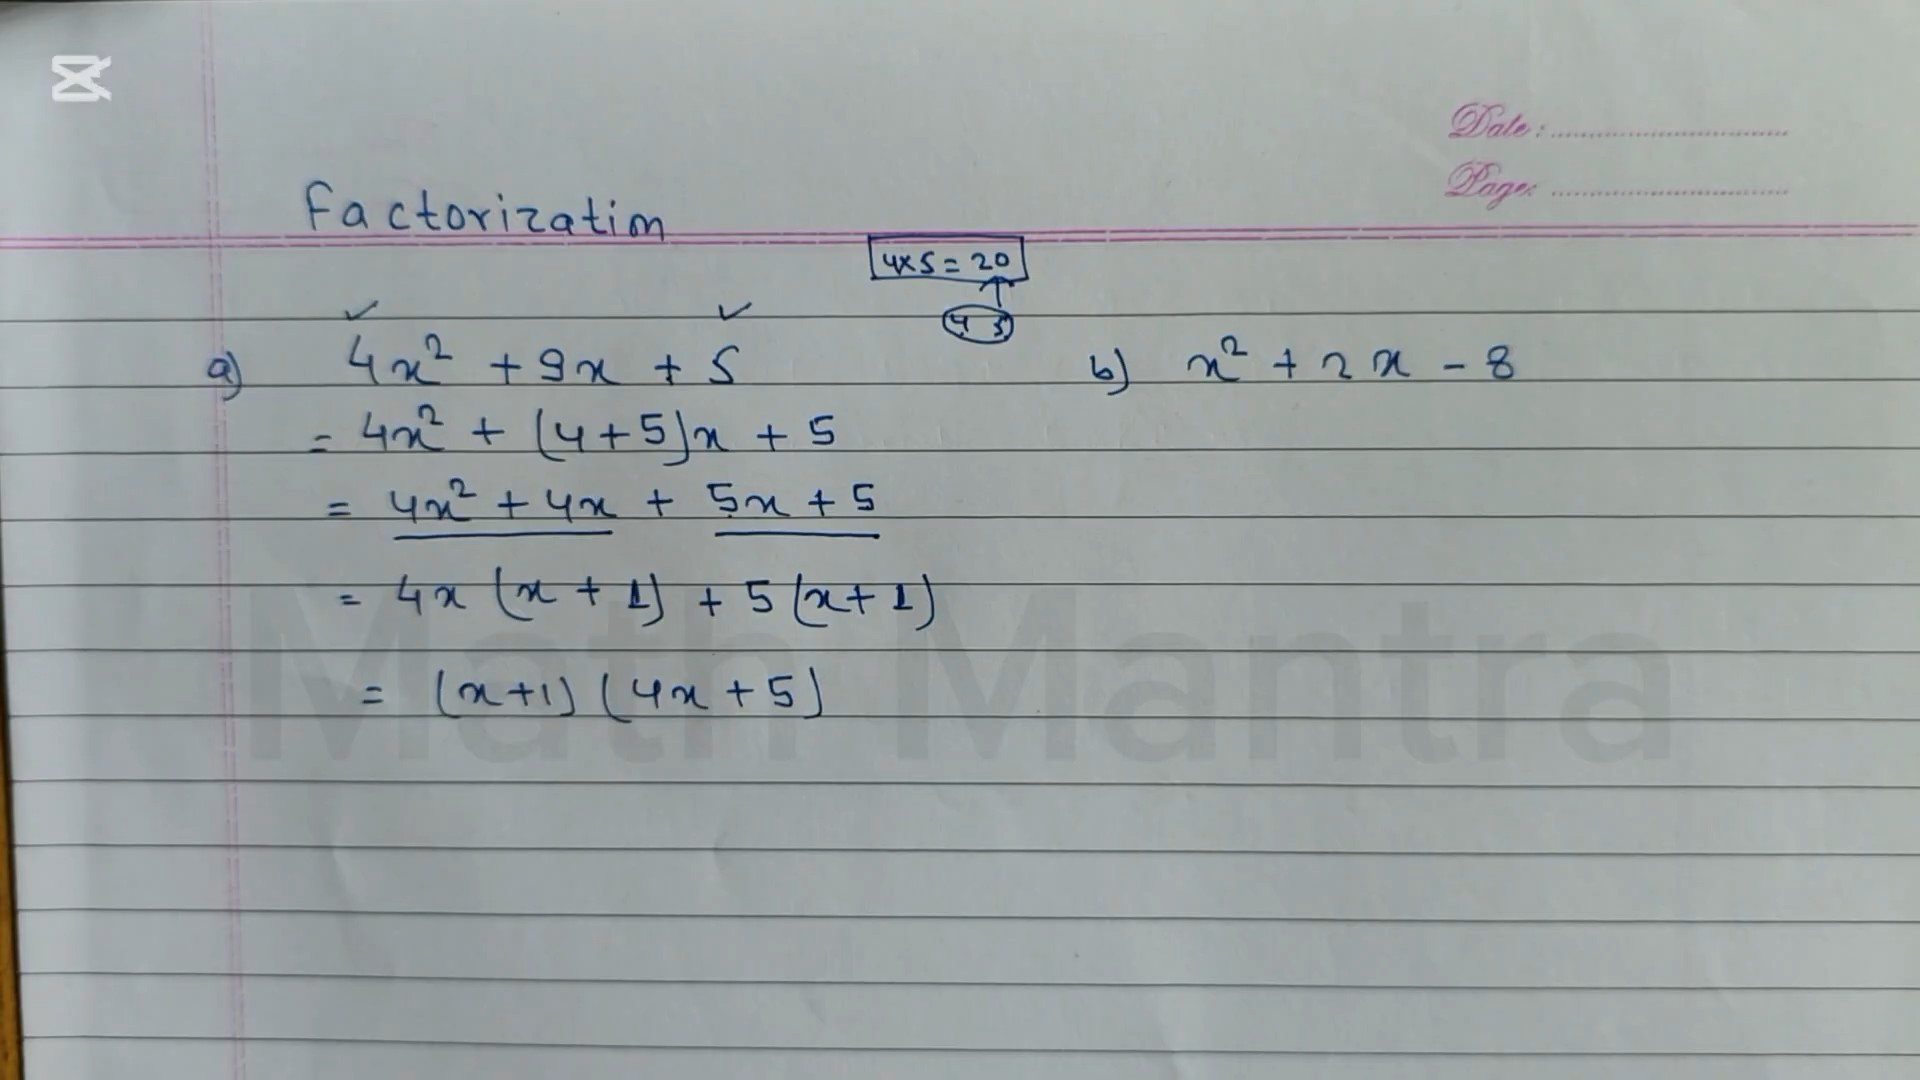 Date :
Page:
Factorization
4×5 = 20
4 5
a) 4x² + 9x + 5
= 4x² + (4+5)x + 5
= 4x² + 4x + 5x + 5
= 4x (x + 1) + 5 (x + 1)
= (x+1) (4x + 5)
b) x² + 2x - 8
Math Mantra